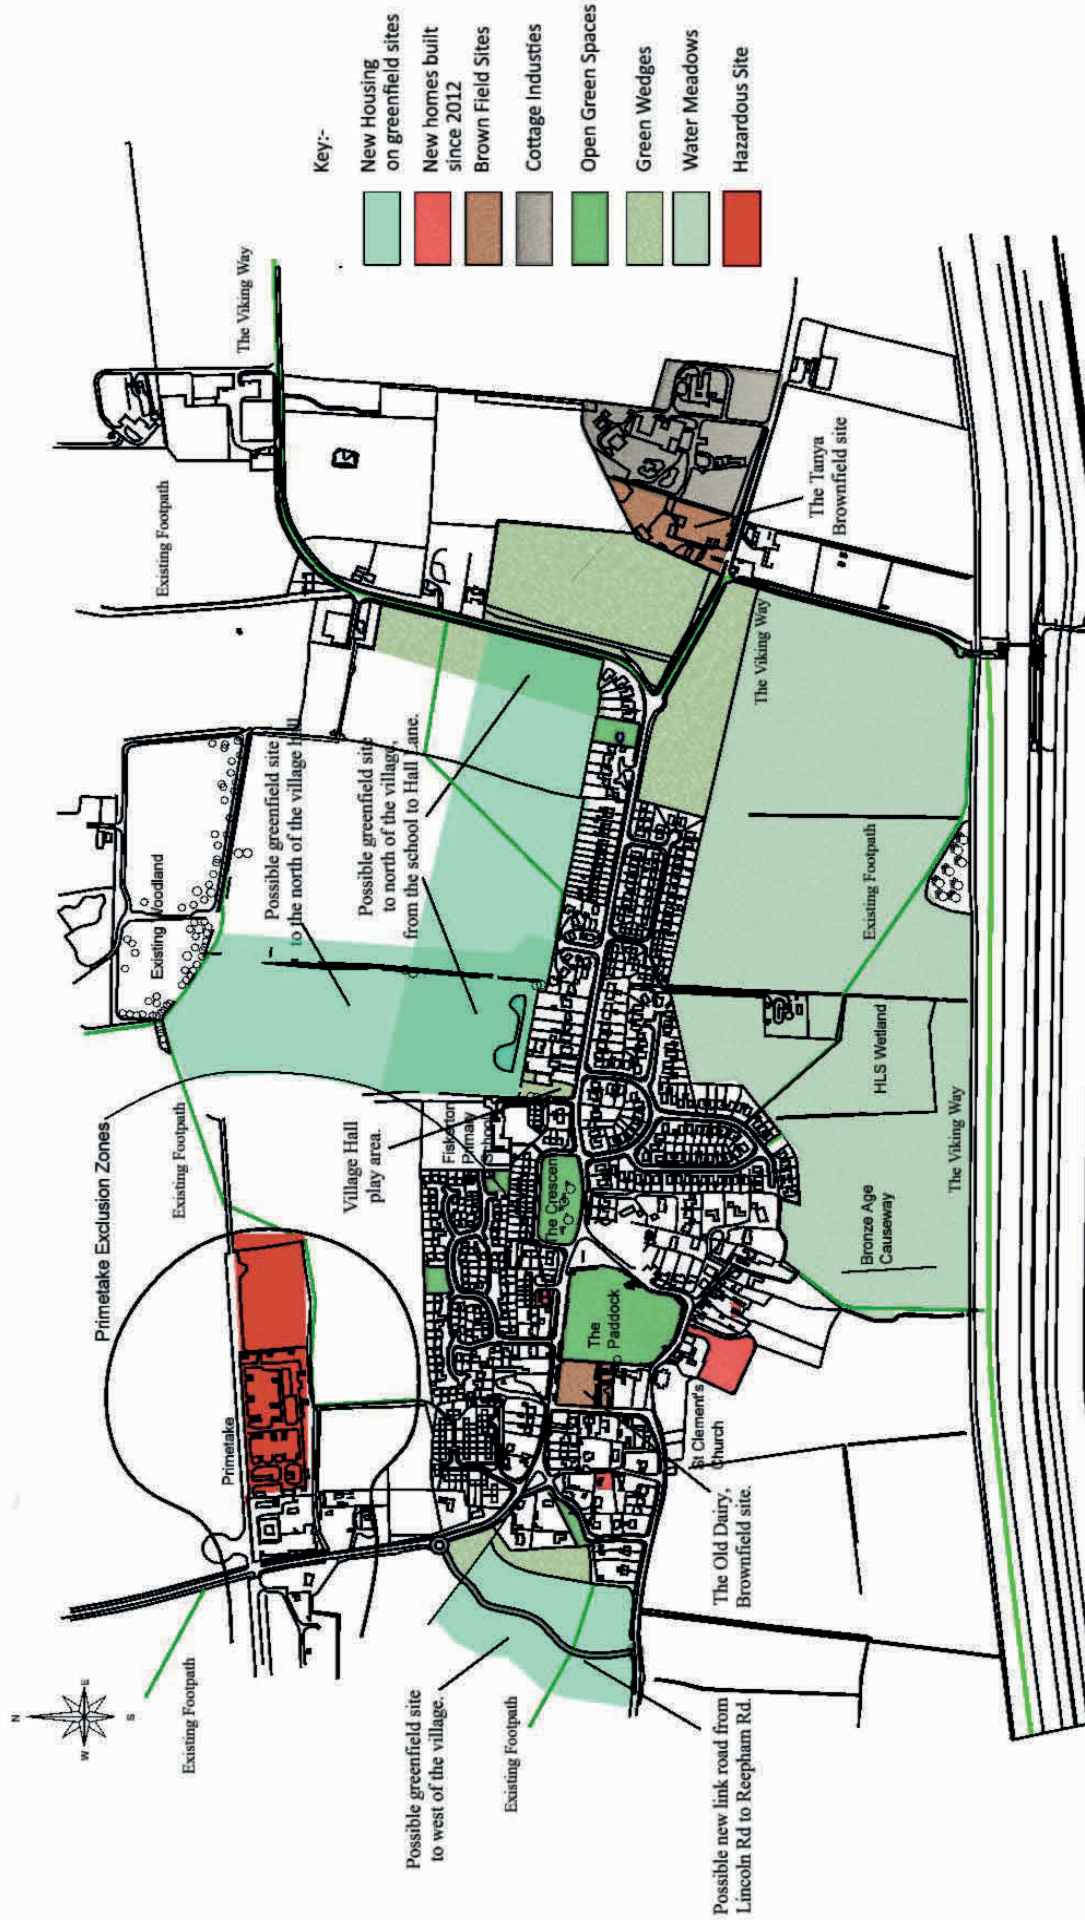 Key:-
New Housing
on greenfield sites
New homes built
since 2012
Brown Field Sites
Cottage Industies
Open Green Spaces
Green Wedges
Water Meadows
Hazardous Site
N
W
E
S
Existing Footpath
Possible greenfield site
to west of the village.
Existing Footpath
Possible new link road from
Lincoln Rd to Reepham Rd.
Primetake Exclusion Zones
Primetake
Existing Footpath
Village Hall
play area.
Fiskerton
Primary
School
The Crescent
The
Paddock
St Clement's
Church
The Old Dairy,
Brownfield site.
Existing Woodland
Possible greenfield site
to the north of the village hall
Possible greenfield site
to north of the village,
from the school to Hall Lane.
Existing Footpath
The Viking Way
The Tanya
Brownfield site
The Viking Way
Existing Footpath
HLS Wetland
The Viking Way
Bronze Age
Causeway